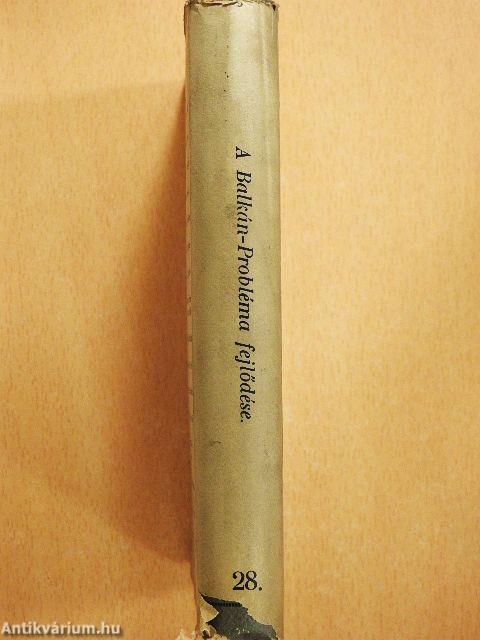 A Balkán-Probléma fejlődése.
28.
Antikvárium.hu